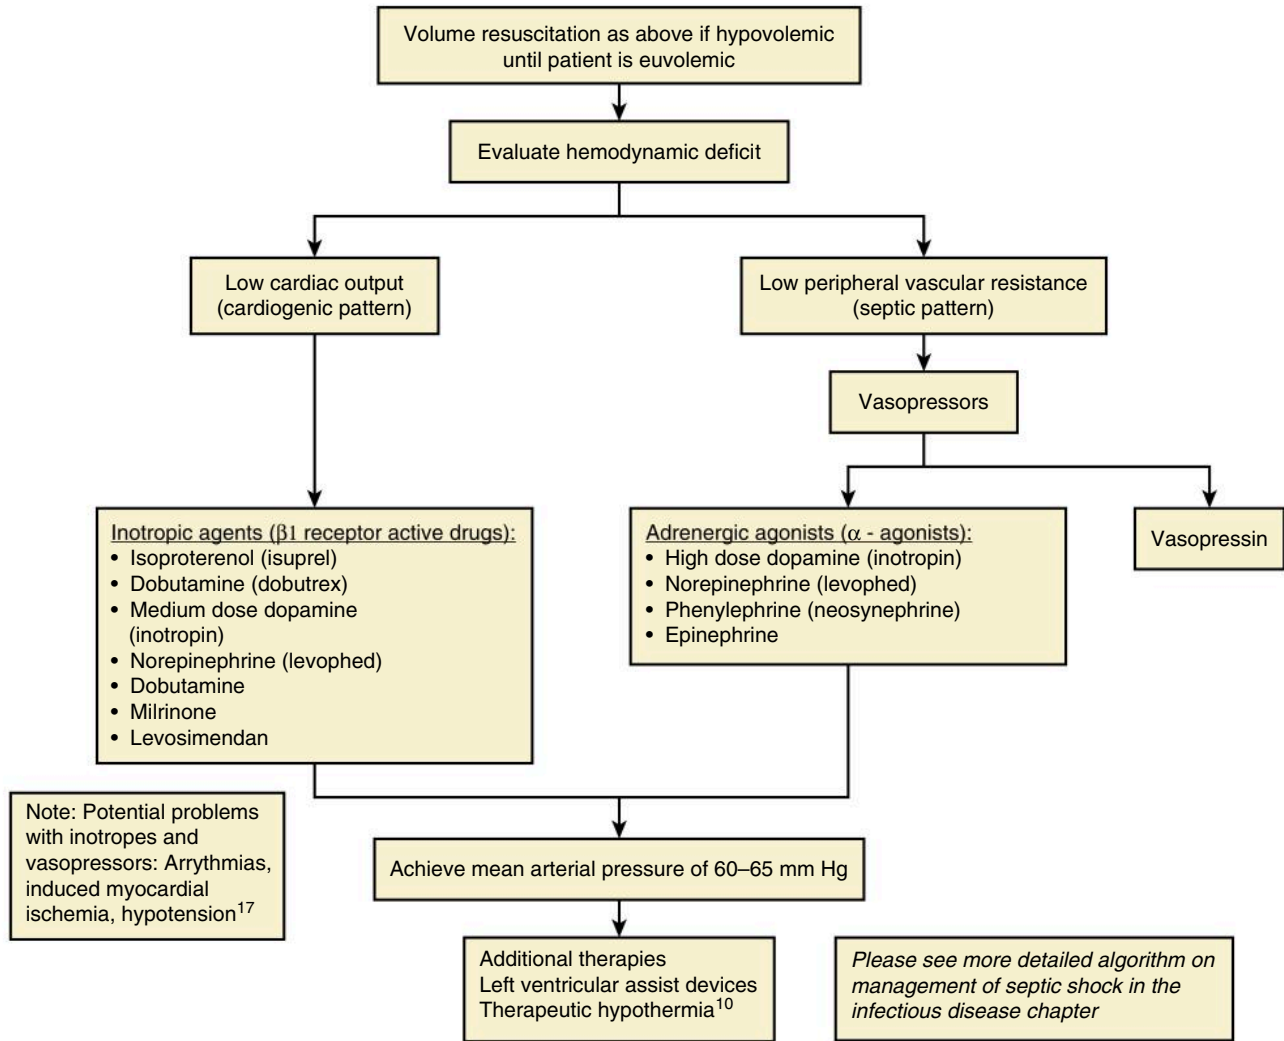 Volume resuscitation as above if hypovolemic
until patient is euvolemic
Evaluate hemodynamic deficit
Low cardiac output
(cardiogenic pattern)
Low peripheral vascular resistance
(septic pattern)
Vasopressors
Inotropic agents (β1 receptor active drugs):
• Isoproterenol (isuprel)
• Dobutamine (dobutrex)
• Medium dose dopamine
(inotropin)
• Norepinephrine (levophed)
• Dobutamine
• Milrinone
• Levosimendan
Adrenergic agonists (α - agonists):
• High dose dopamine (inotropin)
• Norepinephrine (levophed)
• Phenylephrine (neosynephrine)
• Epinephrine
Vasopressin
Note: Potential problems
with inotropes and
vasopressors: Arrythmias,
induced myocardial
ischemia, hypotension17
Achieve mean arterial pressure of 60–65 mm Hg
Additional therapies
Left ventricular assist devices
Therapeutic hypothermia10
Please see more detailed algorithm on
management of septic shock in the
infectious disease chapter